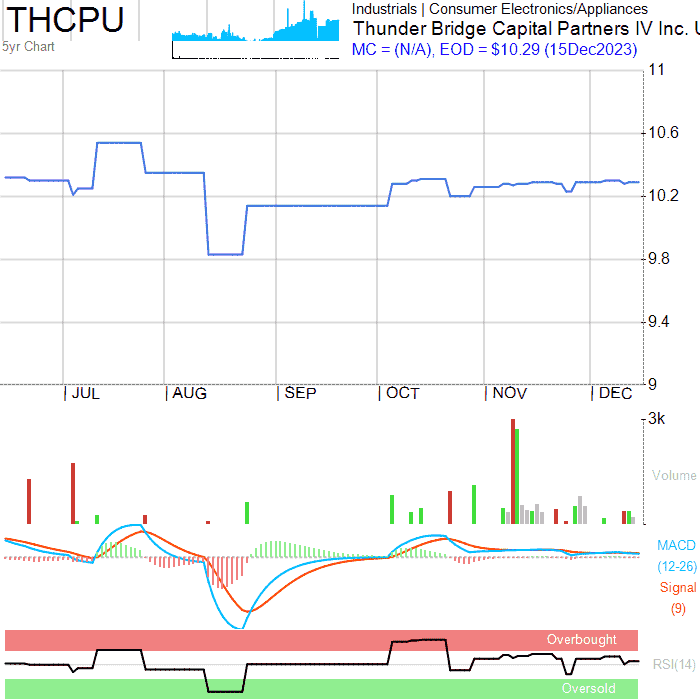 THCPU
5yr Chart
Industrials | Consumer Electronics/Appliances
Thunder Bridge Capital Partners IV Inc. U
MC = (N/A), EOD = $10.29 (15Dec2023)
11
10.6
10.2
9.8
9.4
9
JUL AUG SEP OCT NOV DEC
3k
Volume
MACD
(12-26)
Signal
(9)
Overbought
RSI(14)
Oversold